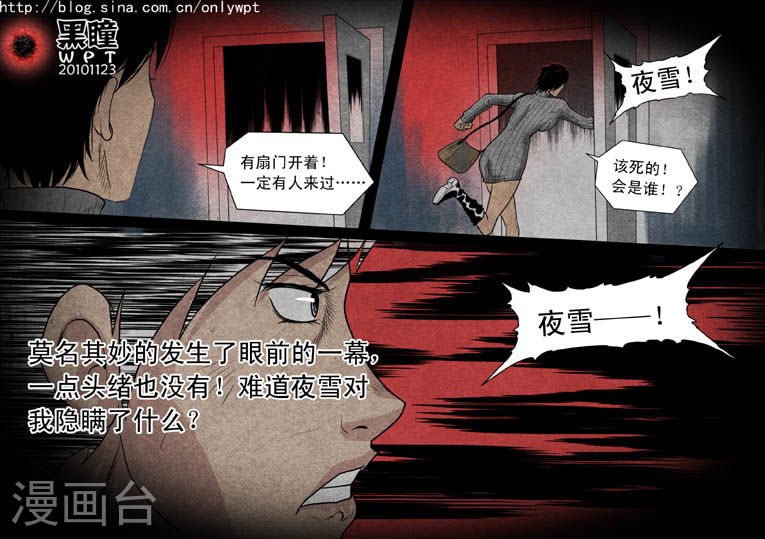 http://blog.sina.com.cn/onlywpt
黑瞳
WPT
20101123
有扇门开着！
一定有人来过……
夜雪！
该死的！
会是谁！？
夜雪——！
莫名其妙的发生了眼前的一幕，
一点头绪也没有！难道夜雪对
我隐瞒了什么？
漫画台